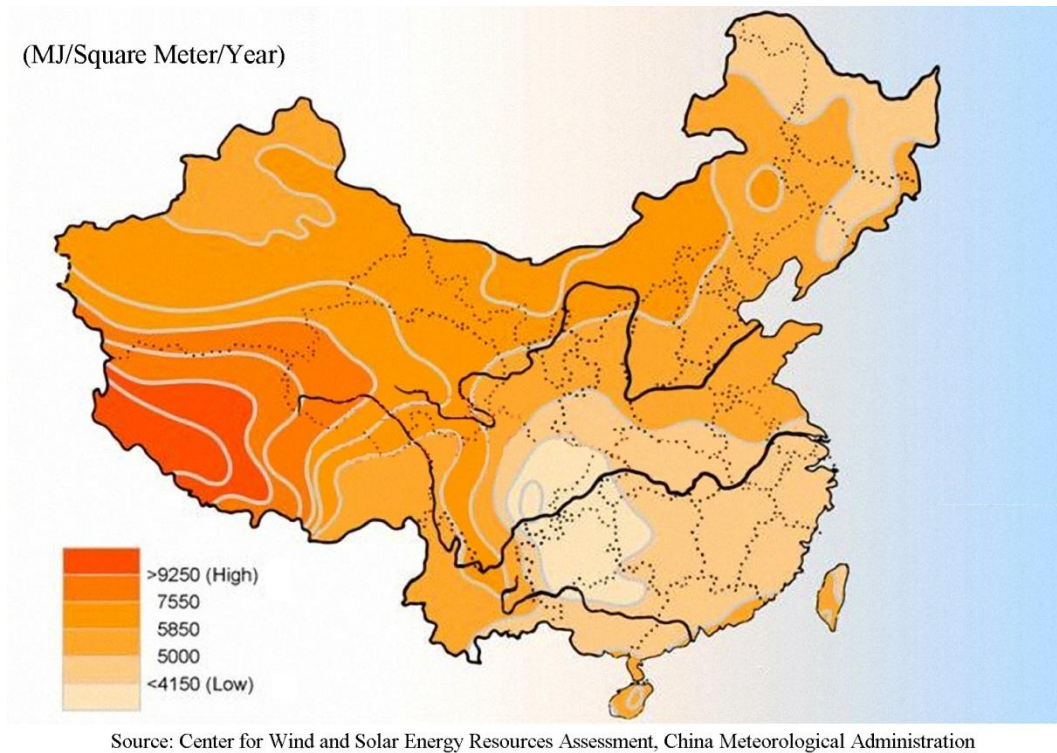 (MJ/Square Meter/Year)
>9250 (High)
7550
5850
5000
<4150 (Low)
Source: Center for Wind and Solar Energy Resources Assessment, China Meteorological Administration